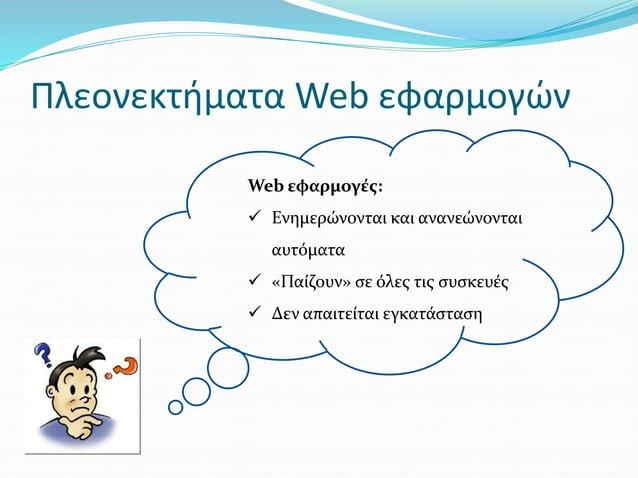 Πλεονεκτήματα Web εφαρμογών
Web εφαρμογές:
✓ Ενημερώνονται και ανανεώνονται
αυτόματα
✓ «Παίζουν» σε όλες τις συσκευές
✓ Δεν απαιτείται εγκατάσταση
? ?